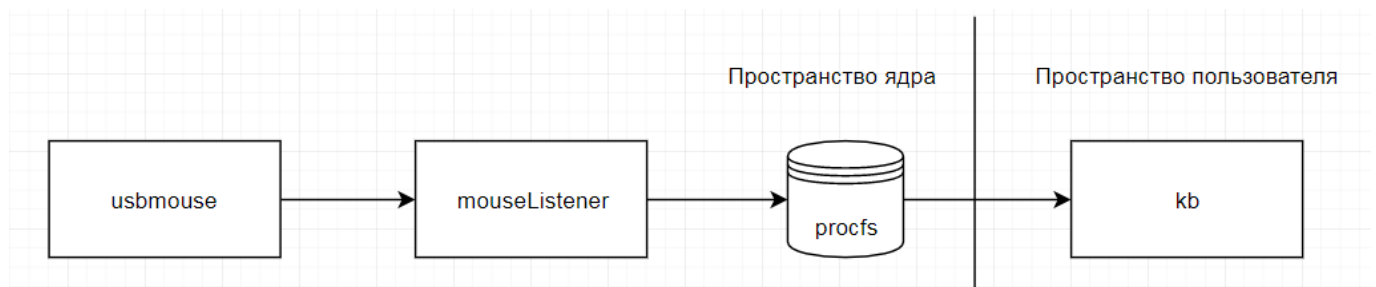 Пространство ядра
Пространство пользователя
usbmouse
mouseListener
procfs
kb